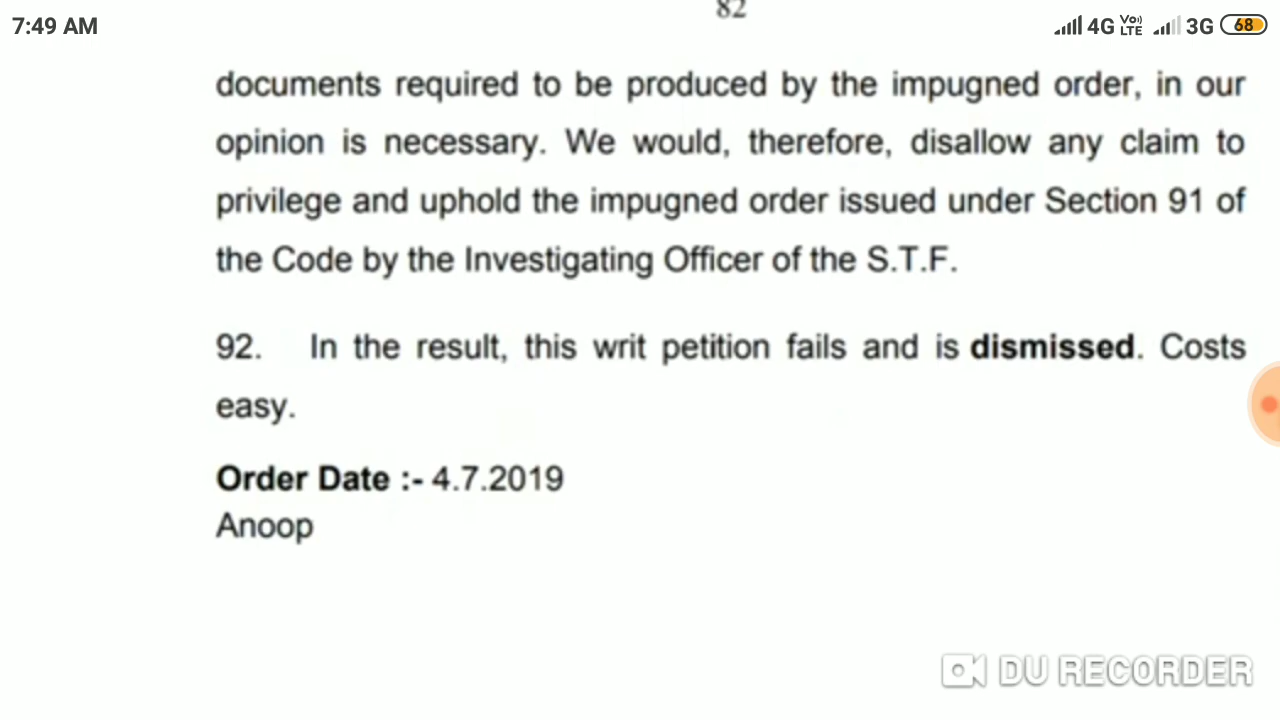 7:49 AM
4G Vo) LTE 3G 68
82
documents required to be produced by the impugned order, in our
opinion is necessary. We would, therefore, disallow any claim to
privilege and uphold the impugned order issued under Section 91 of
the Code by the Investigating Officer of the S.T.F.
92. In the result, this writ petition fails and is dismissed. Costs
easy.
Order Date :- 4.7.2019
Anoop
DU RECORDER